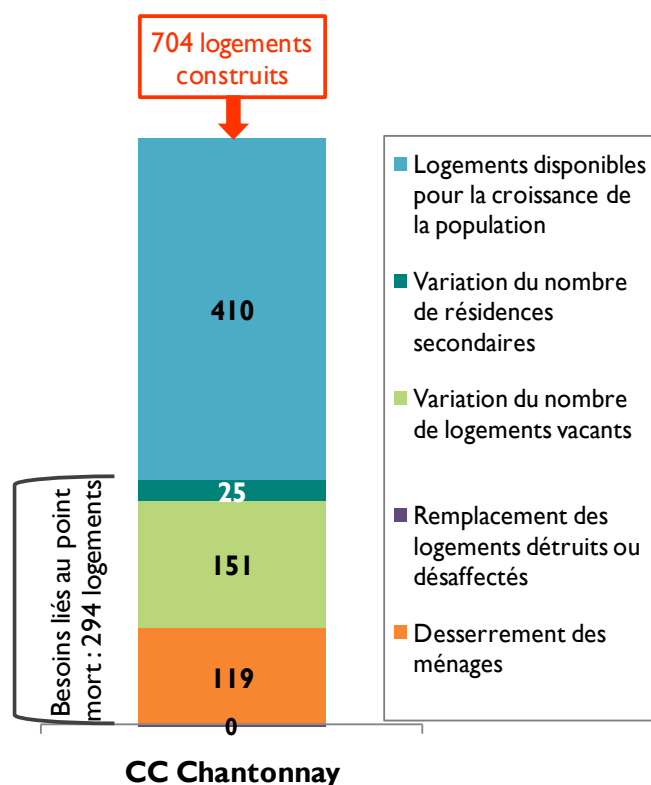 704 logements
construits
410
25
151
119
0
Besoins liés au point
mort : 294 logements
CC Chantonnay
Logements disponibles
pour la croissance de
la population
Variation du nombre
de résidences
secondaires
Variation du nombre
de logements vacants
Remplacement des
logements détruits ou
désaffectés
Desserrement des
ménages